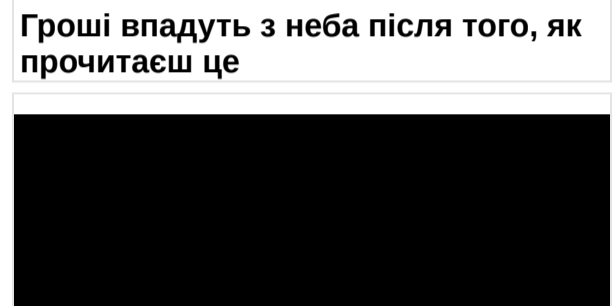 Гроші впадуть з неба після того, як
прочитаєш це